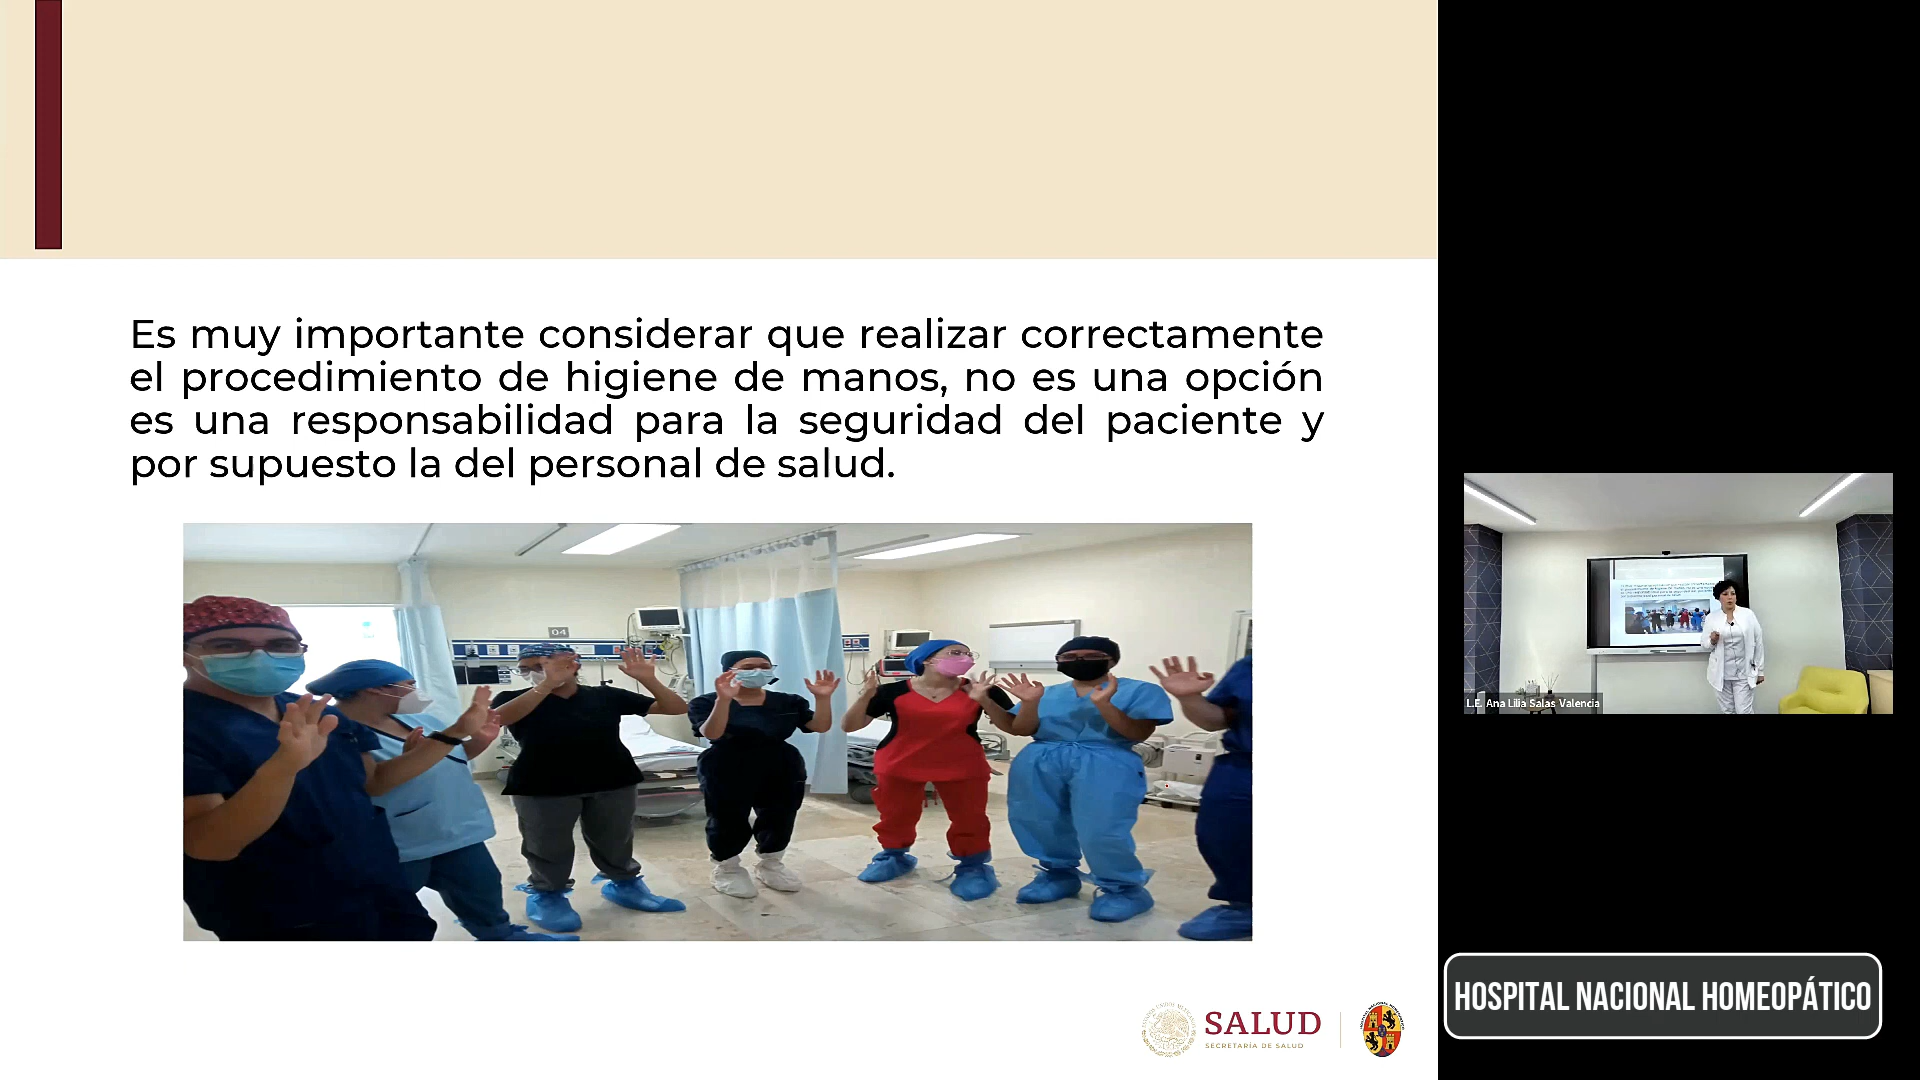 Es muy importante considerar que realizar correctamente
el procedimiento de higiene de manos, no es una opción
es una responsabilidad para la seguridad del paciente y
por supuesto la del personal de salud.
04
L.E. Ana Lilia Salas Valencia
SALUD
SECRETARÍA DE SALUD
HOSPITAL NACIONAL HOMEOPÁTICO